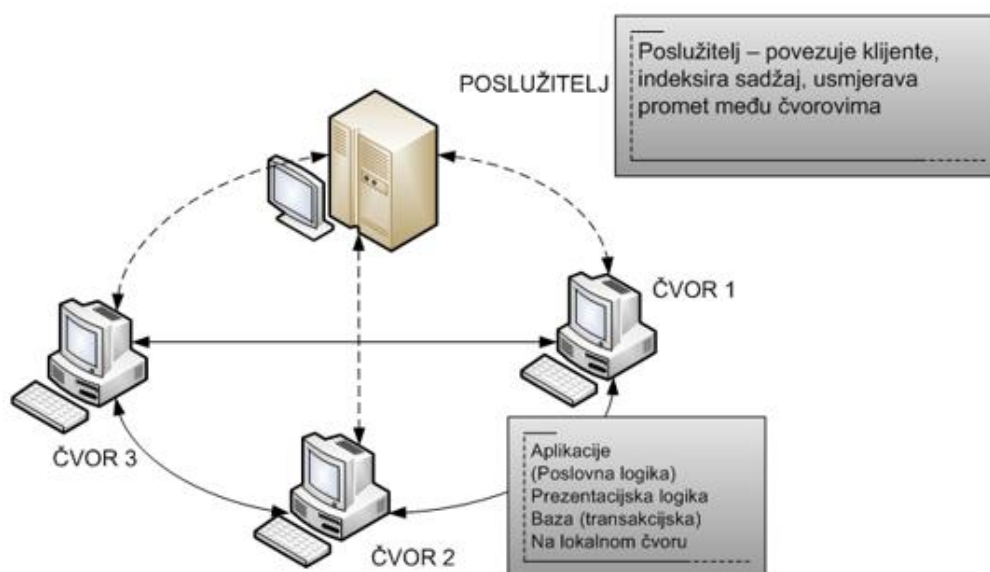 POSLUŽITELJ
Poslužitelj – povezuje klijente,
indeksira sadžaj, usmjerava
promet među čvorovima
ČVOR 1
ČVOR 3
ČVOR 2
Aplikacije
(Poslovna logika)
Prezentacijska logika
Baza (transakcijska)
Na lokalnom čvoru